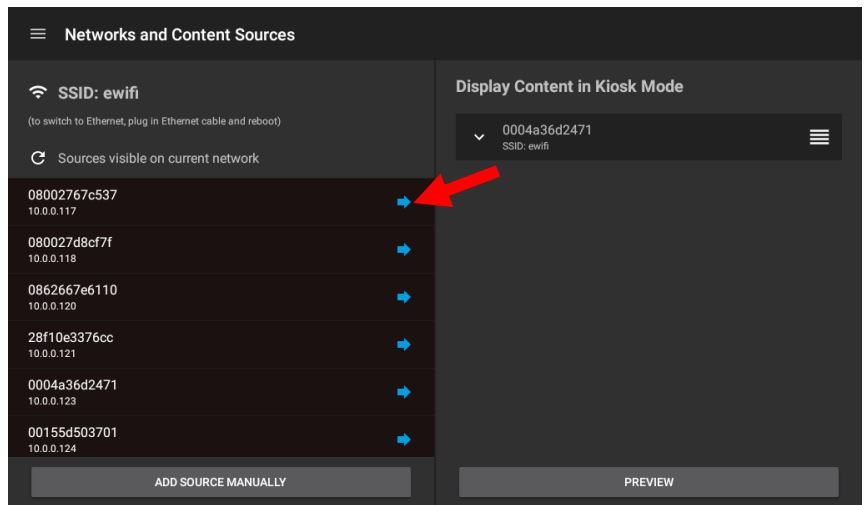 Networks and Content Sources
SSID: ewifi
(to switch to Ethernet, plug in Ethernet cable and reboot)
Sources visible on current network
08002767c537
10.0.0.117
080027d8cf7f
10.0.0.118
0862667e6110
10.0.0.120
28f10e3376cc
10.0.0.121
0004a36d2471
10.0.0.123
00155d503701
10.0.0.124
ADD SOURCE MANUALLY
Display Content in Kiosk Mode
0004a36d2471
SSID: ewifi
PREVIEW